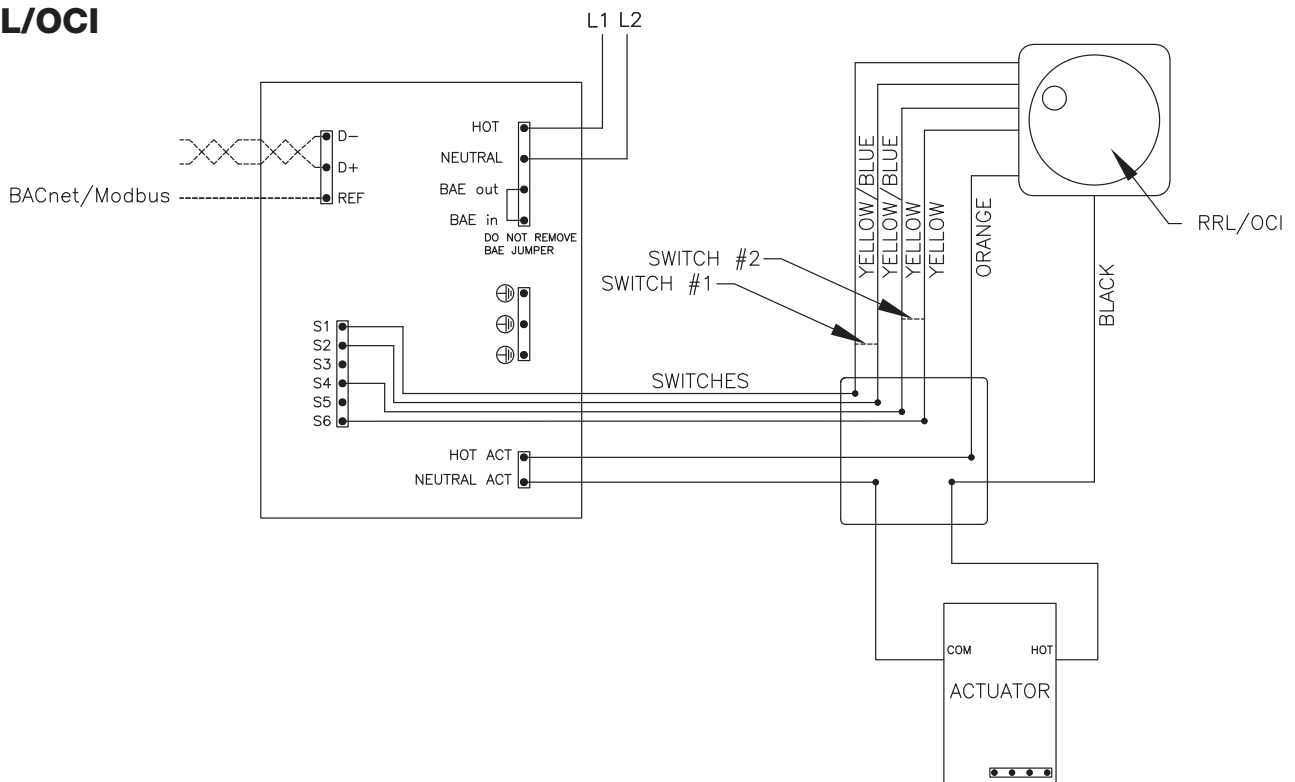 L/OCI
L1 L2
HOT
NEUTRAL
BAE out
BAE in
DO NOT REMOVE
BAE JUMPER
D-
D+
REF
BACnet/Modbus
S1
S2
S3
S4
S5
S6
HOT ACT
NEUTRAL ACT
SWITCHES
SWITCH #2
SWITCH #1
YELLOW/BLUE
YELLOW/BLUE
YELLOW
YELLOW
ORANGE
BLACK
RRL/OCI
COM
HOT
ACTUATOR